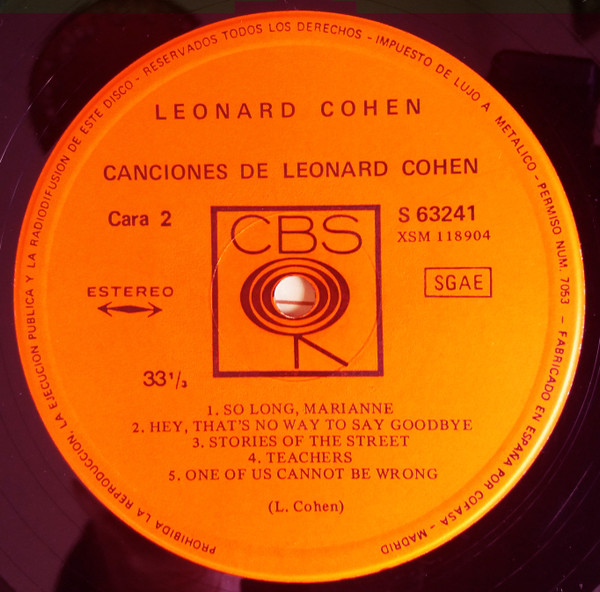 PROHIBIDA LA REPRODUCCION, LA EJECUCION PUBLICA Y LA RADIODIFUSION DE ESTE DISCO - RESERVADOS TODOS LOS DERECHOS - IMPUESTO DE LUJO A METALICO - PERMISO NUM. 7053 - FABRICADO EN ESPAÑA POR COFASA - MADRID
LEONARD COHEN
CANCIONES DE LEONARD COHEN
Cara 2
CBS
S 63241
XSM 118904
ESTEREO
SGAE
33 1/3
1. SO LONG, MARIANNE
2. HEY, THAT'S NO WAY TO SAY GOODBYE
3. STORIES OF THE STREET
4. TEACHERS
5. ONE OF US CANNOT BE WRONG
(L. Cohen)